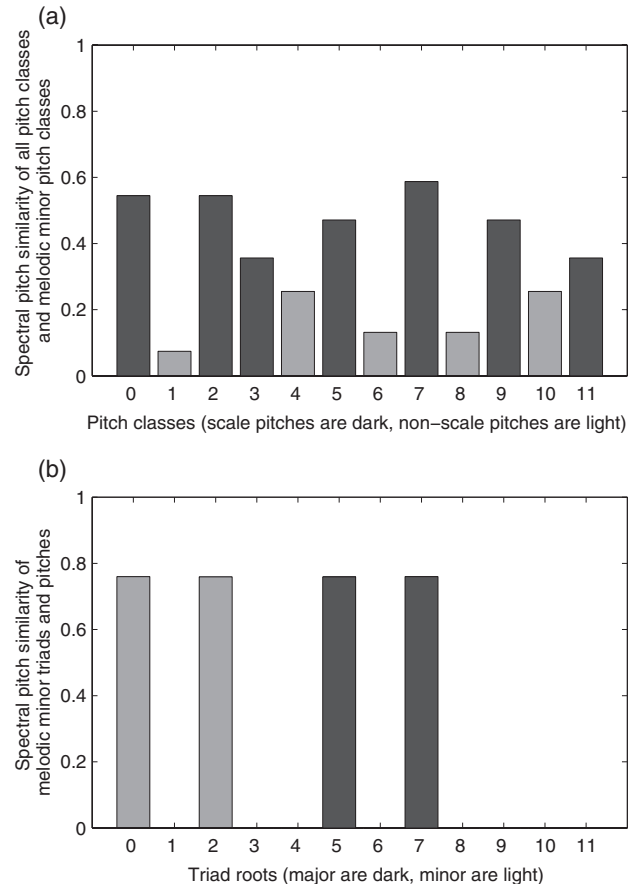 (a)
Spectral pitch similarity of all pitch classes
and melodic minor pitch classes
1
0.8
0.6
0.4
0.2
0
0 1 2 3 4 5 6 7 8 9 10 11
Pitch classes (scale pitches are dark, non−scale pitches are light)
(b)
Spectral pitch similarity of
melodic minor triads and pitches
1
0.8
0.6
0.4
0.2
0
0 1 2 3 4 5 6 7 8 9 10 11
Triad roots (major are dark, minor are light)